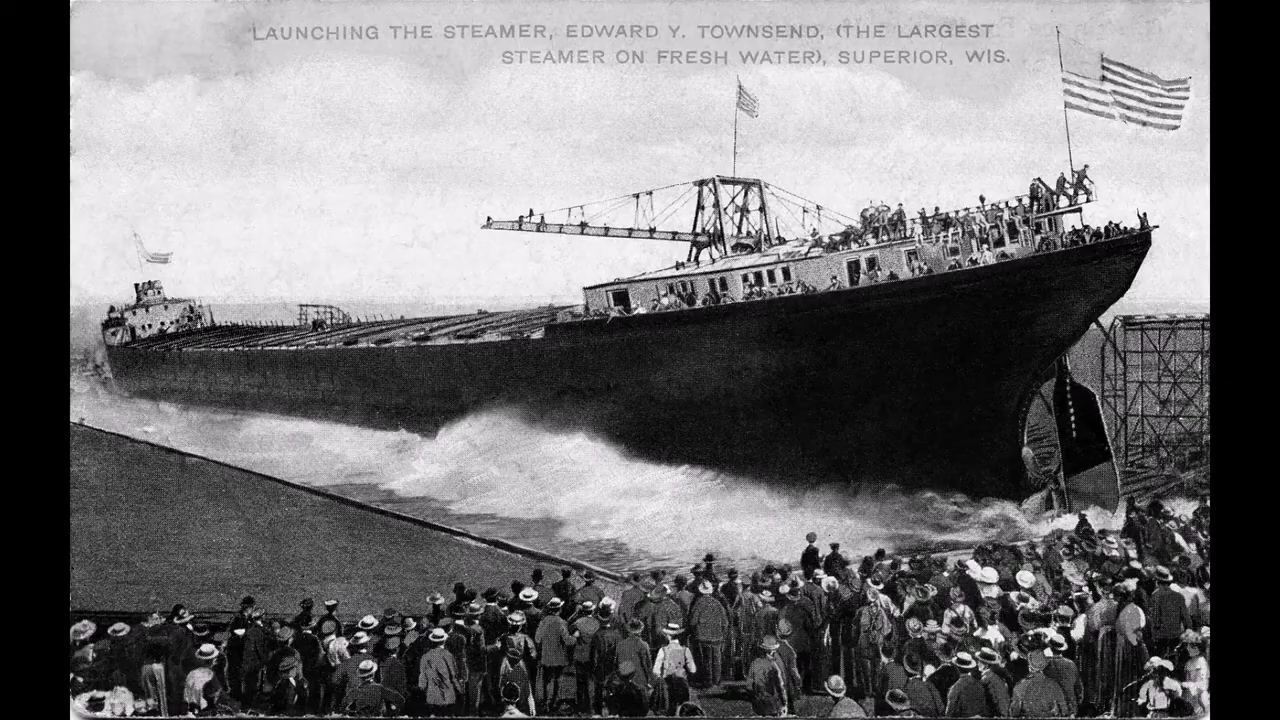 LAUNCHING THE STEAMER, EDWARD Y. TOWNSEND, (THE LARGEST
STEAMER ON FRESH WATER), SUPERIOR, WIS.